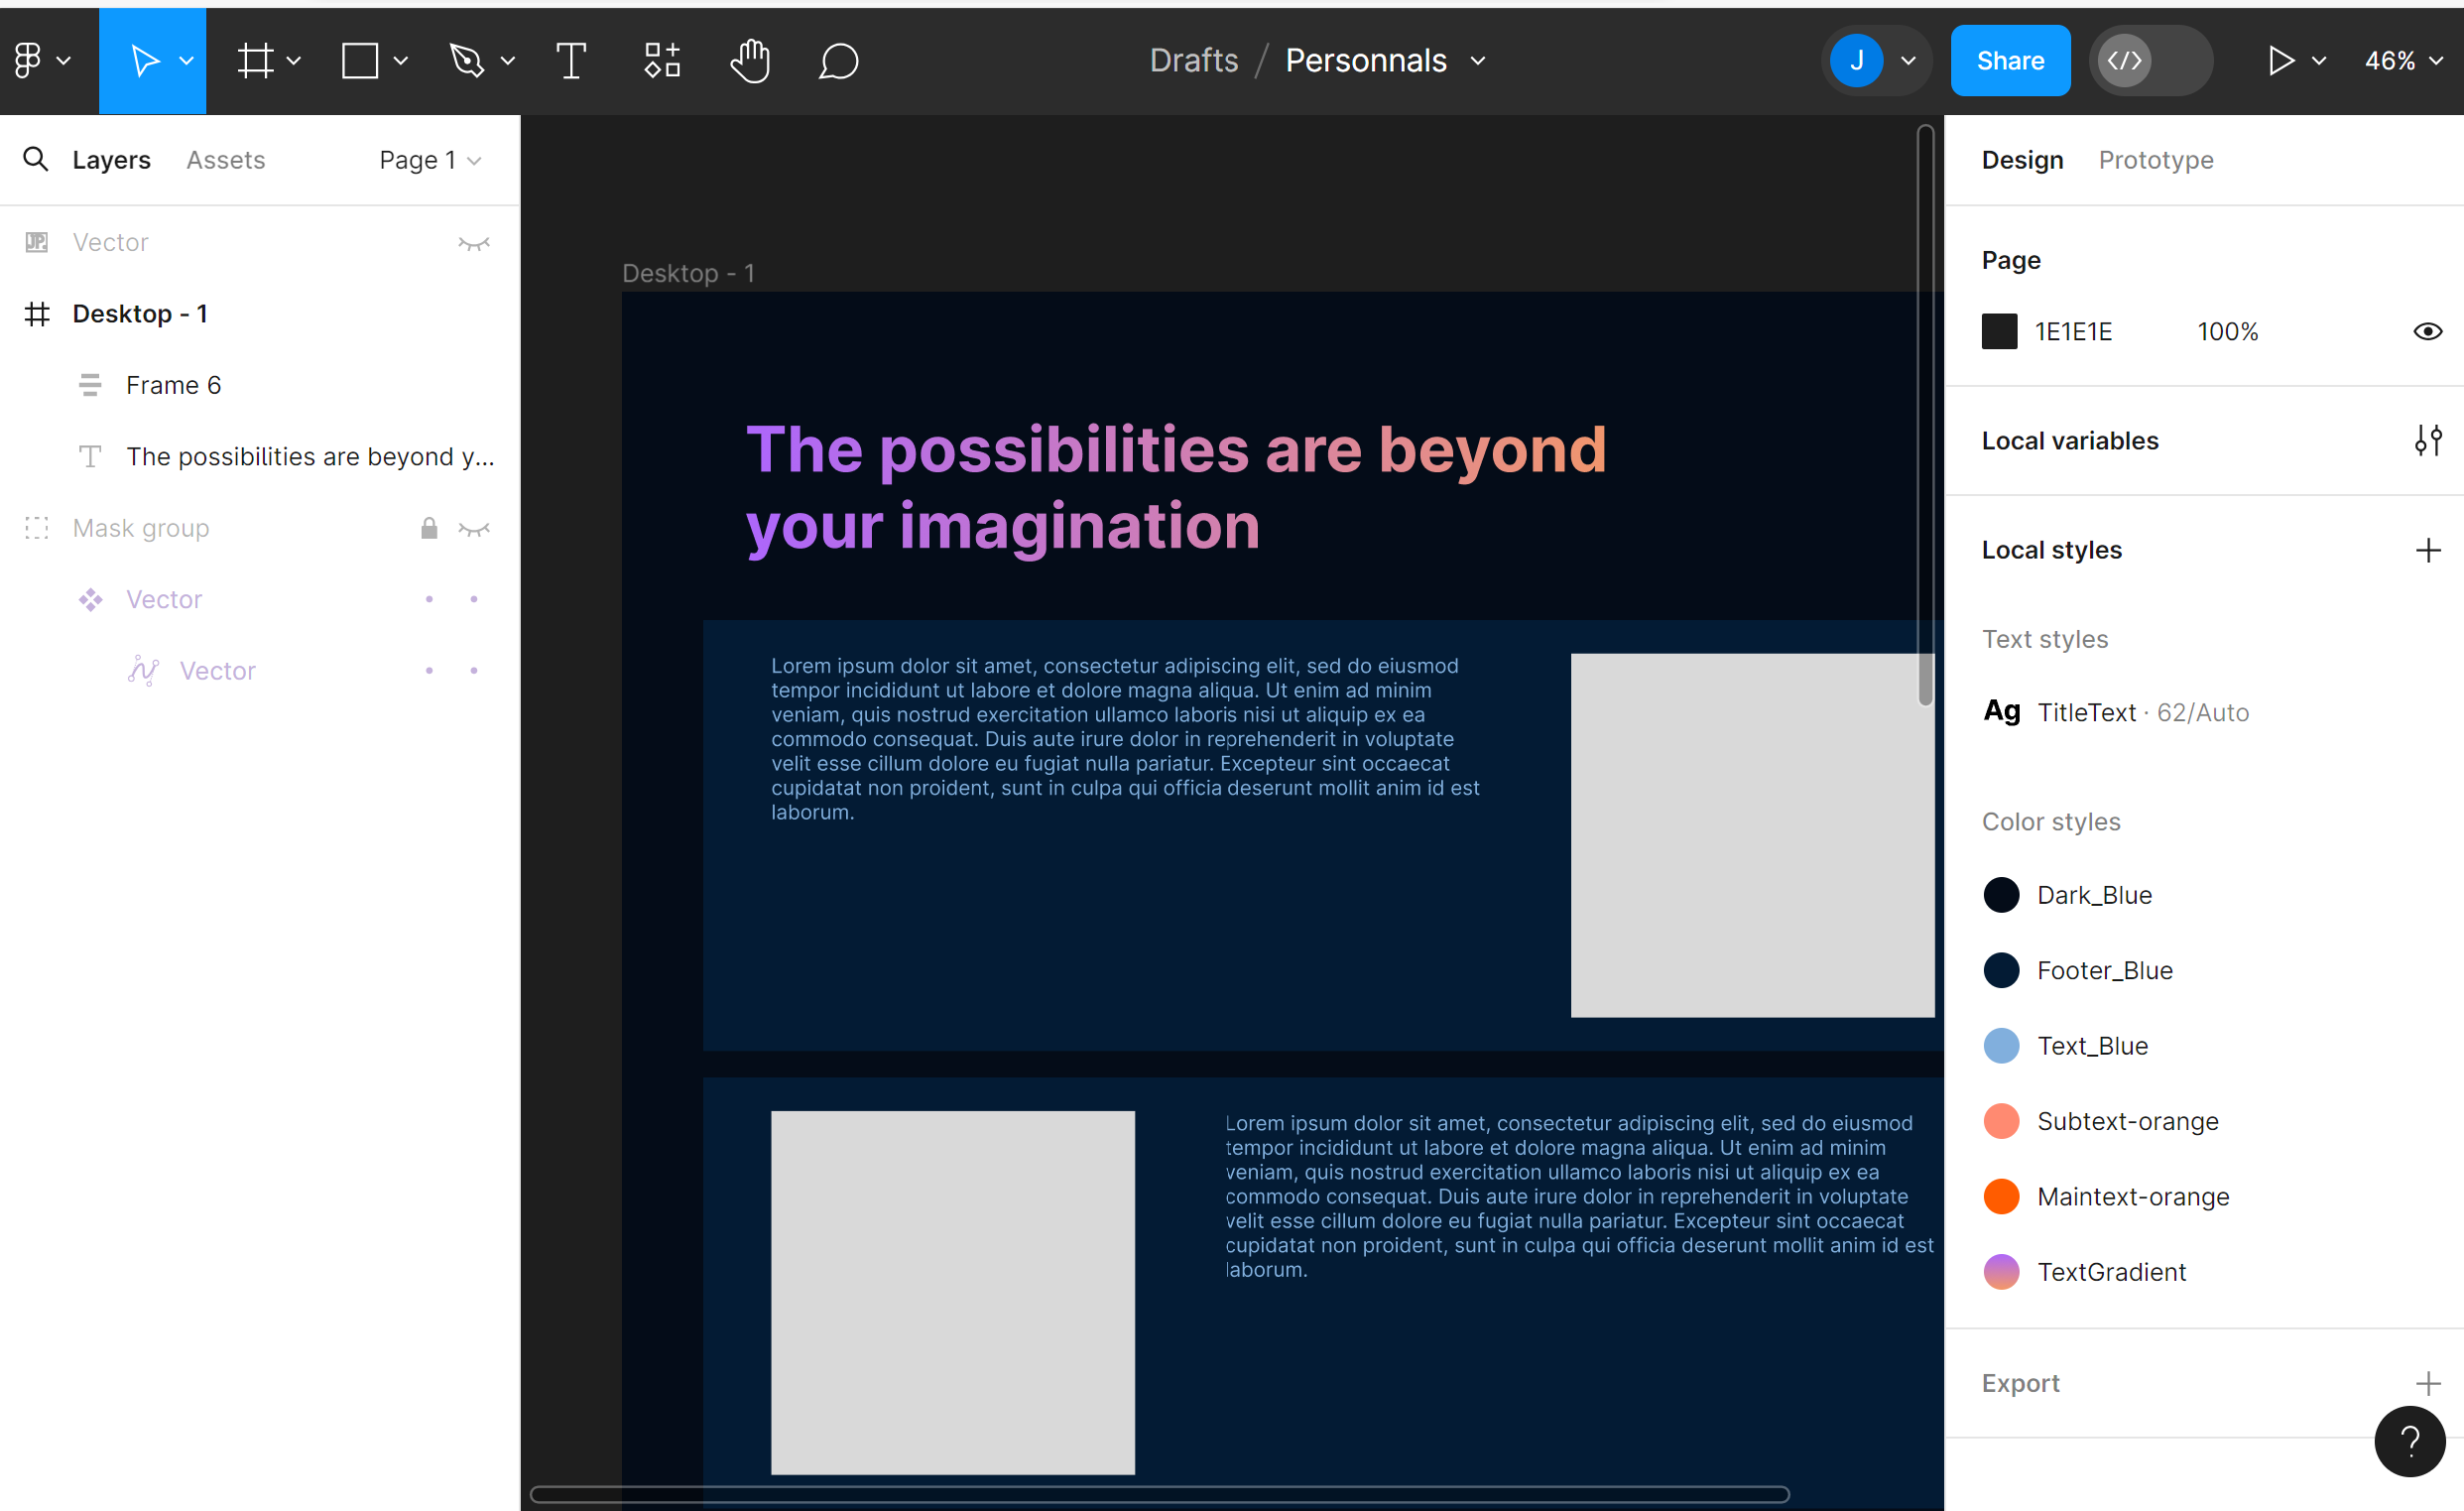 Drafts / Personnals
J
Share
46%
Layers
Assets
Page 1
JP.
Vector
Desktop - 1
Frame 6
The possibilities are beyond y...
Mask group
Vector
Vector
Desktop - 1
The possibilities are beyond
your imagination
Lorem ipsum dolor sit amet, consectetur adipiscing elit, sed do eiusmod
tempor incididunt ut labore et dolore magna aliqua. Ut enim ad minim
veniam, quis nostrud exercitation ullamco laboris nisi ut aliquip ex ea
commodo consequat. Duis aute irure dolor in reprehenderit in voluptate
velit esse cillum dolore eu fugiat nulla pariatur. Excepteur sint occaecat
cupidatat non proident, sunt in culpa qui officia deserunt mollit anim id est
laborum.
Lorem ipsum dolor sit amet, consectetur adipiscing elit, sed do eiusmod
tempor incididunt ut labore et dolore magna aliqua. Ut enim ad minim
veniam, quis nostrud exercitation ullamco laboris nisi ut aliquip ex ea
commodo consequat. Duis aute irure dolor in reprehenderit in voluptate
velit esse cillum dolore eu fugiat nulla pariatur. Excepteur sint occaecat
cupidatat non proident, sunt in culpa qui officia deserunt mollit anim id est
laborum.
Design
Prototype
Page
1E1E1E
100%
Local variables
Local styles
Text styles
Ag TitleText · 62/Auto
Color styles
Dark_Blue
Footer_Blue
Text_Blue
Subtext-orange
Maintext-orange
TextGradient
Export
?